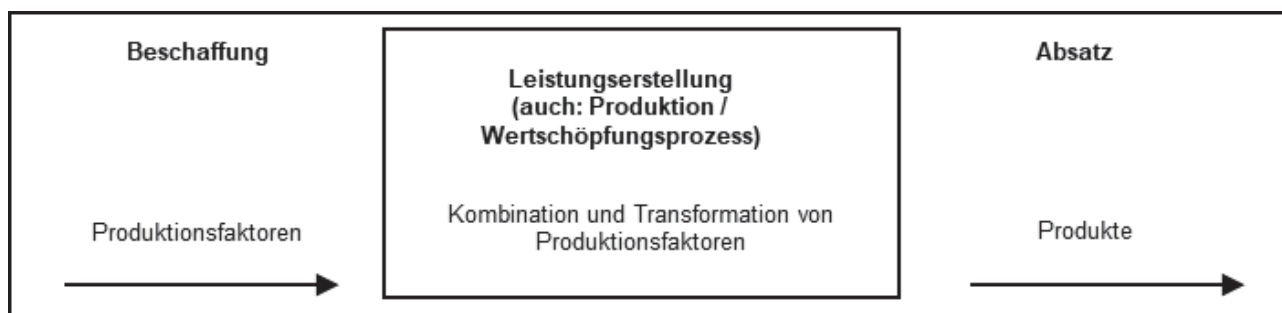 Beschaffung
Leistungserstellung
(auch: Produktion /
Wertschöpfungsprozess)
Absatz
Produktionsfaktoren
Kombination und Transformation von
Produktionsfaktoren
Produkte